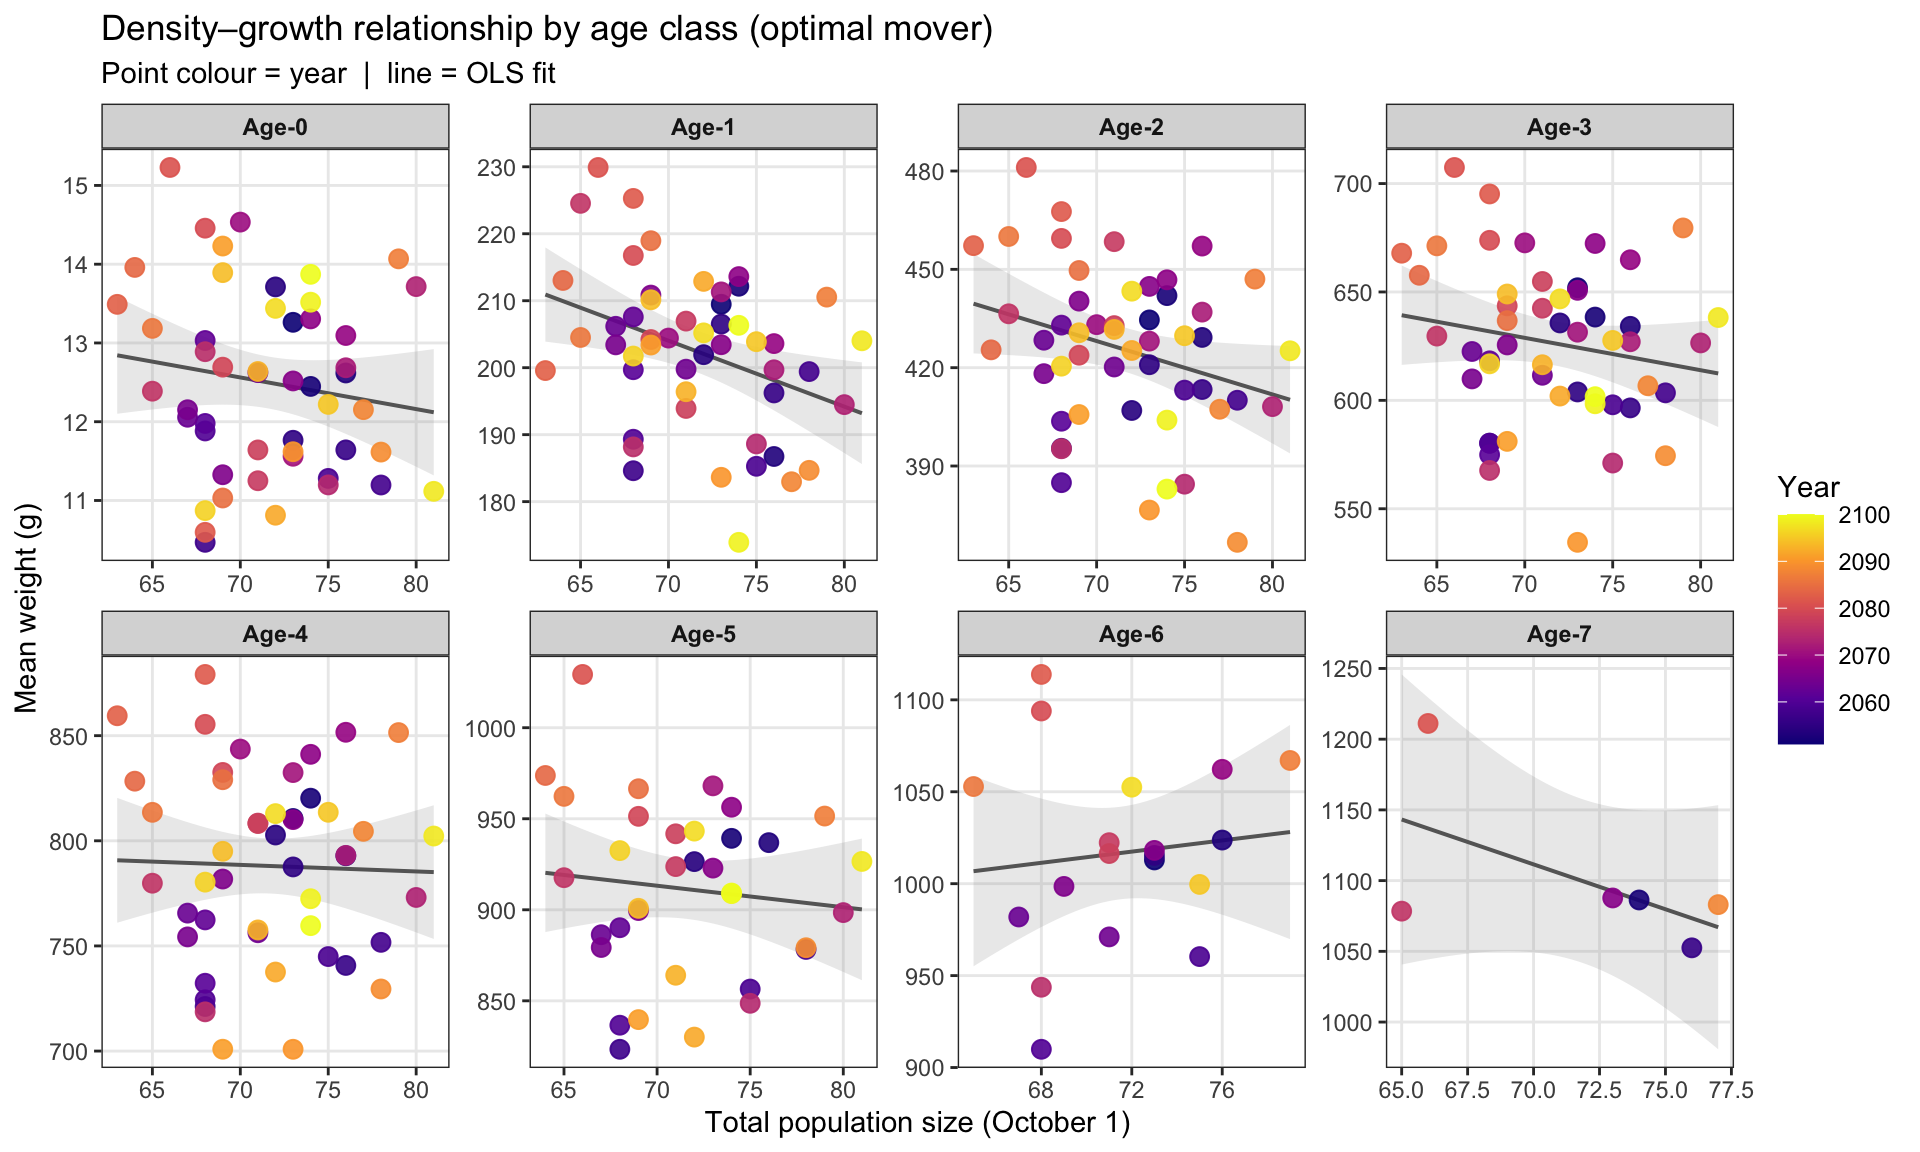 Density–growth relationship by age class (optimal mover)
Point colour = year | line = OLS fit
Age-0
Age-1
Age-2
Age-3
15
14
13
12
11
65 70 75 80
230
220
210
200
190
180
65 70 75 80
480
450
420
390
65 70 75 80
700
650
600
550
65 70 75 80
Mean weight (g)
Age-4
Age-5
Age-6
Age-7
850
800
750
700
65 70 75 80
1000
950
900
850
65 70 75 80
1100
1050
1000
950
900
68 72 76
1250
1200
1150
1100
1050
1000
65.0 67.5 70.0 72.5 75.0 77.5
Total population size (October 1)
Year
2100
2090
2080
2070
2060